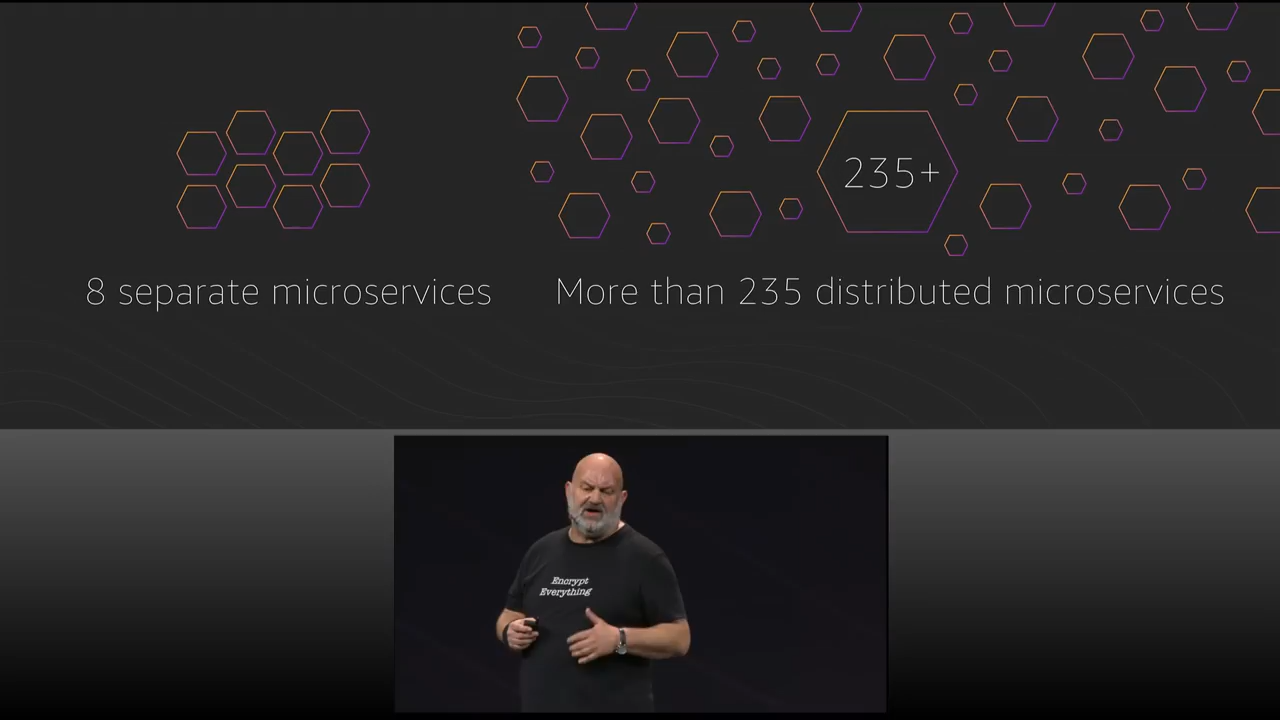 235+
8 separate microservices
More than 235 distributed microservices
Encrypt
Everything